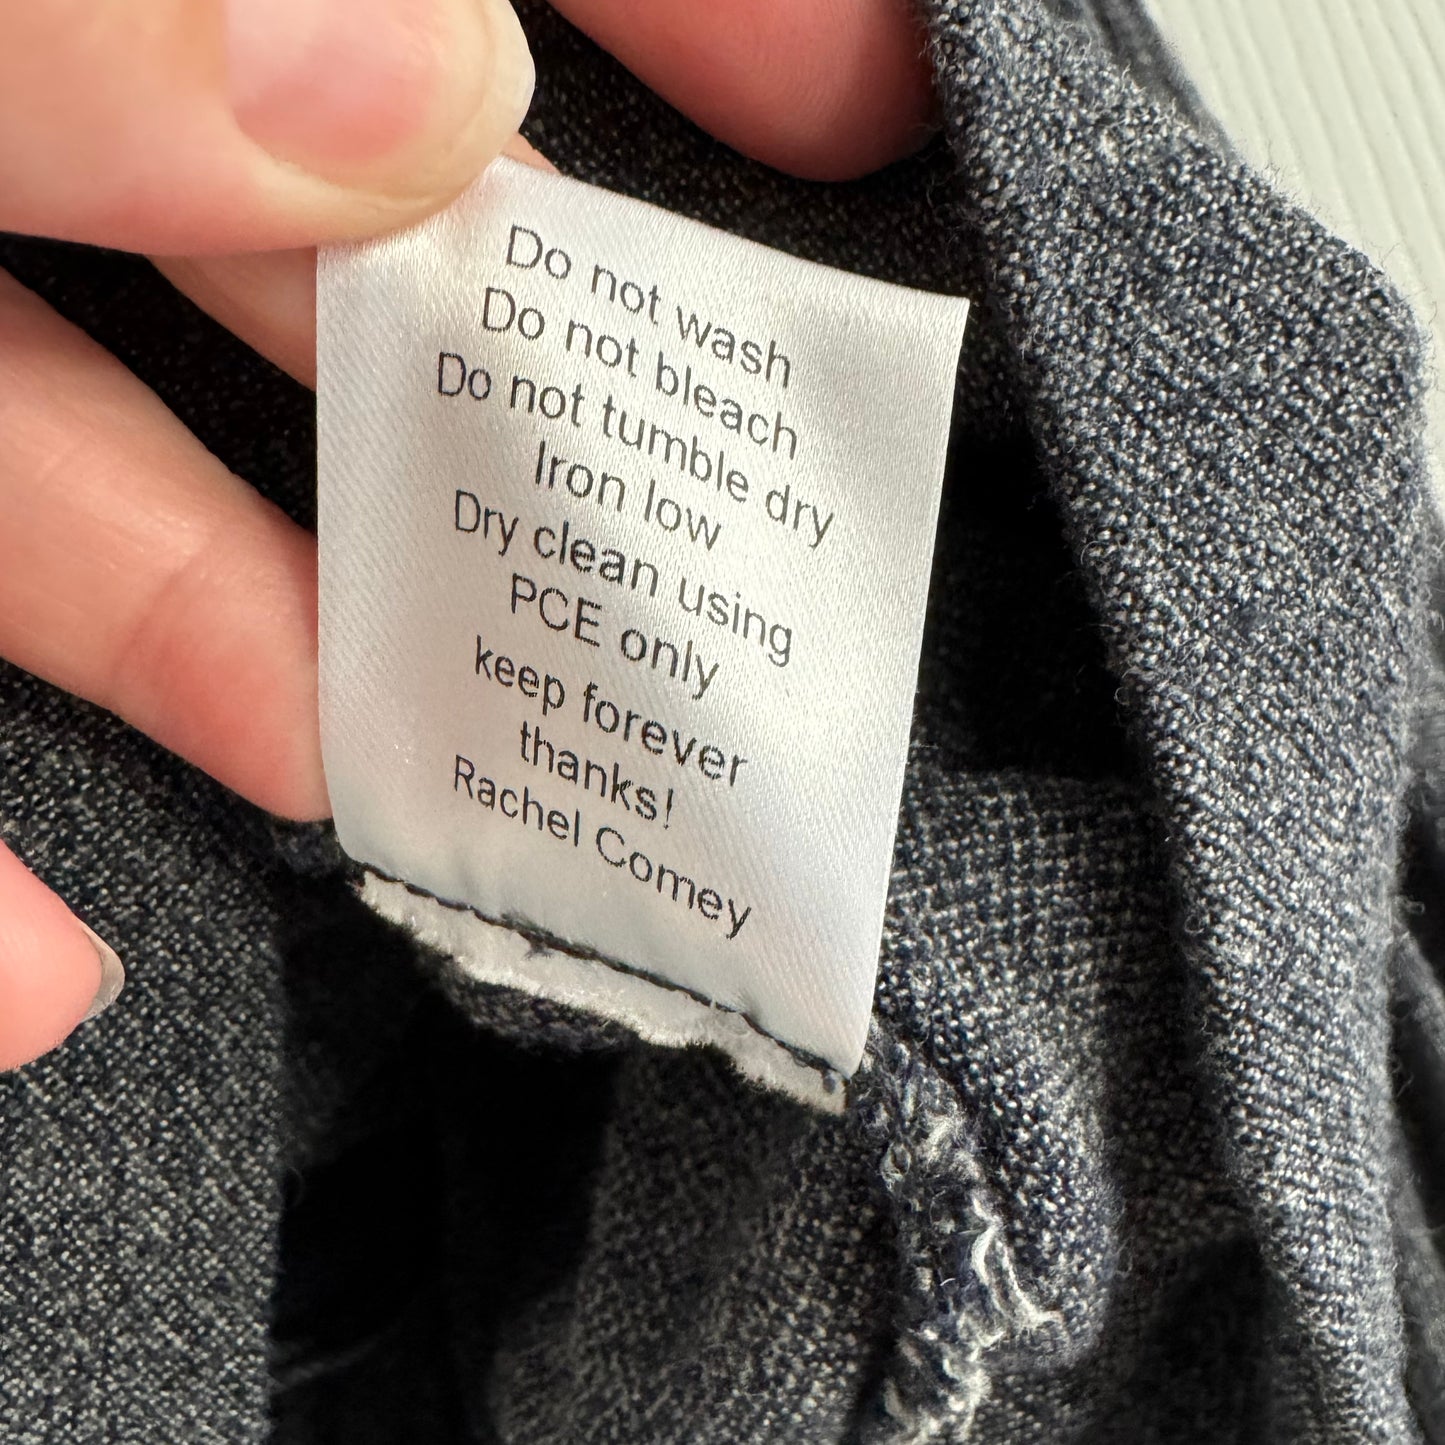 Do not wash
Do not bleach
Do not tumble dry
Iron low
Dry clean using
PCE only
keep forever
thanks!
Rachel Comey